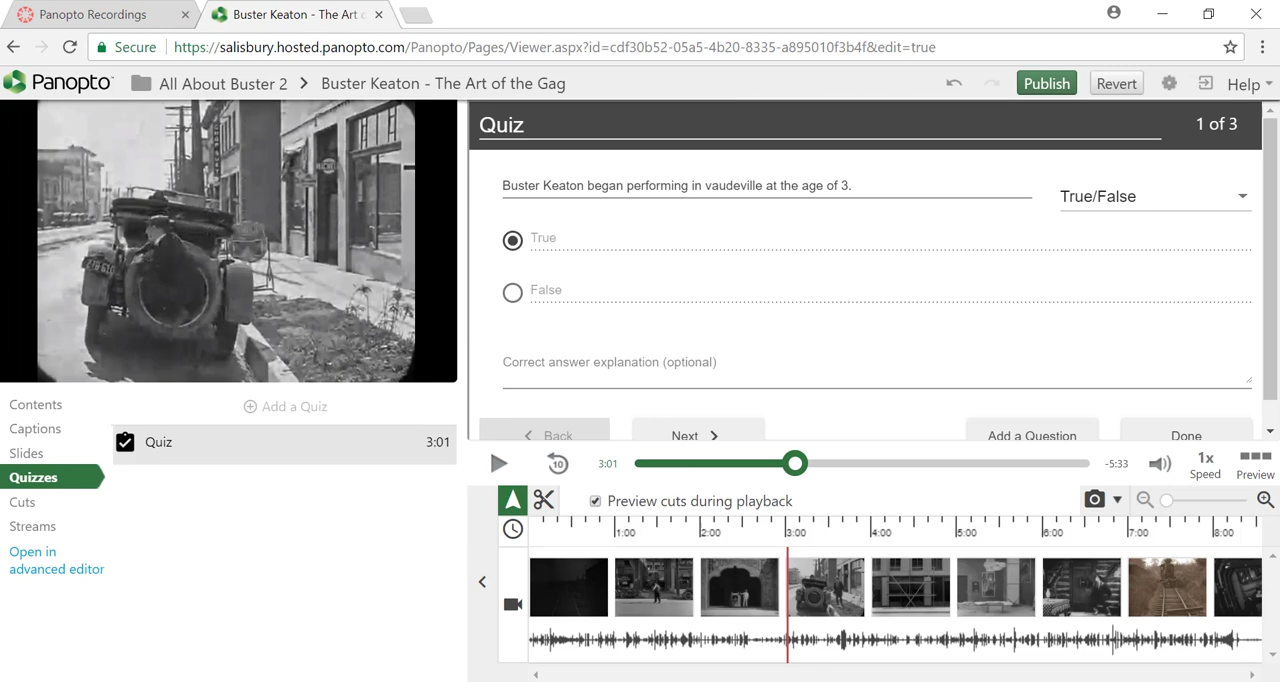 Panopto Recordings
Buster Keaton - The Art o
Secure
https://salisbury.hosted.panopto.com/Panopto/Pages/Viewer.aspx?id=cdf30b52-05a5-4b20-8335-a895010f3b4f&edit=true
Panopto
All About Buster 2
Buster Keaton - The Art of the Gag
Publish
Revert
Help
Quiz
1 of 3
Buster Keaton began performing in vaudeville at the age of 3.
True/False
True
False
Correct answer explanation (optional)
Back
Next
Add a Question
Done
Contents
Captions
Slides
Quizzes
Cuts
Streams
Open in
advanced editor
Add a Quiz
Quiz
3:01
10
3:01
-5:33
1x
Speed
Preview
Preview cuts during playback
1:00
2:00
3:00
4:00
5:00
6:00
7:00
8:00